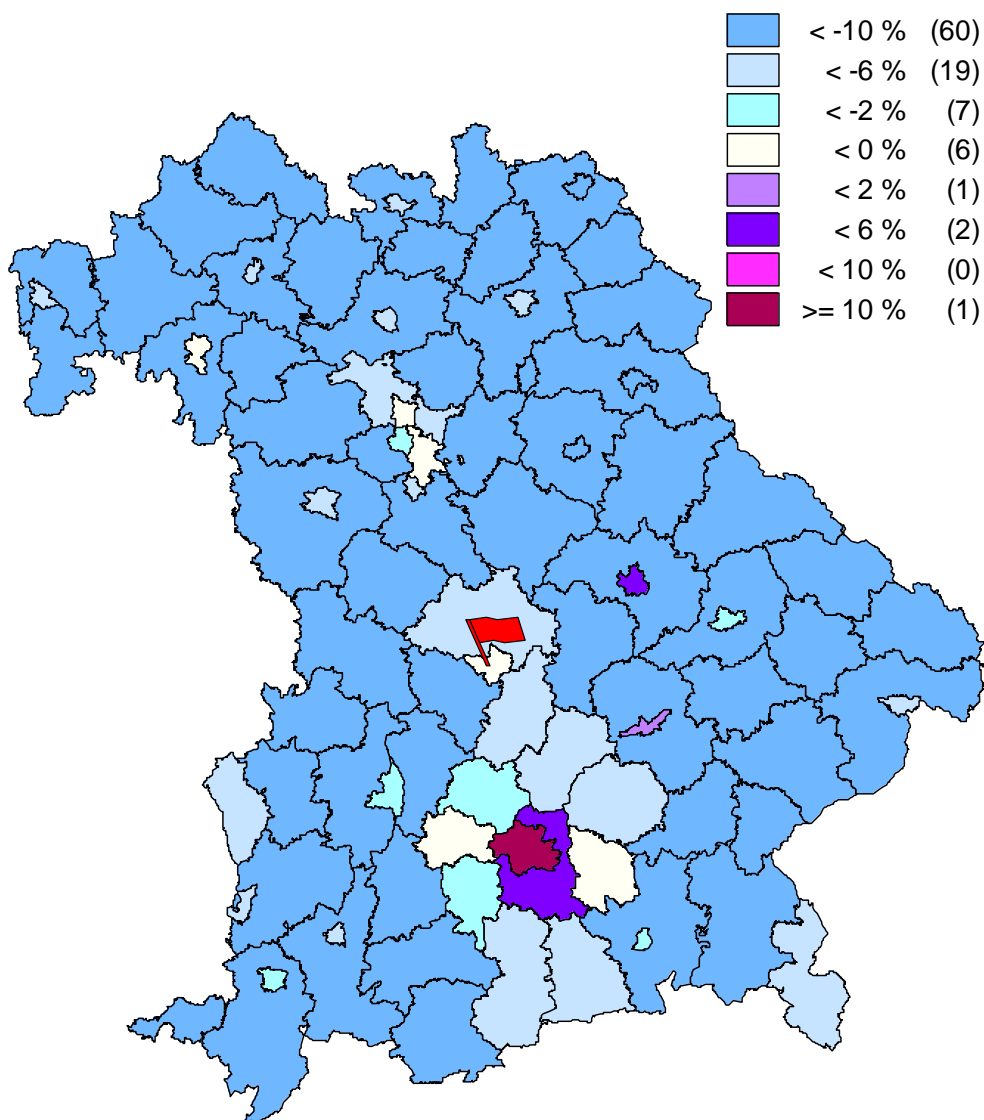 < -10 % (60)
< -6 % (19)
< -2 % (7)
< 0 % (6)
< 2 % (1)
< 6 % (2)
< 10 % (0)
>= 10 % (1)